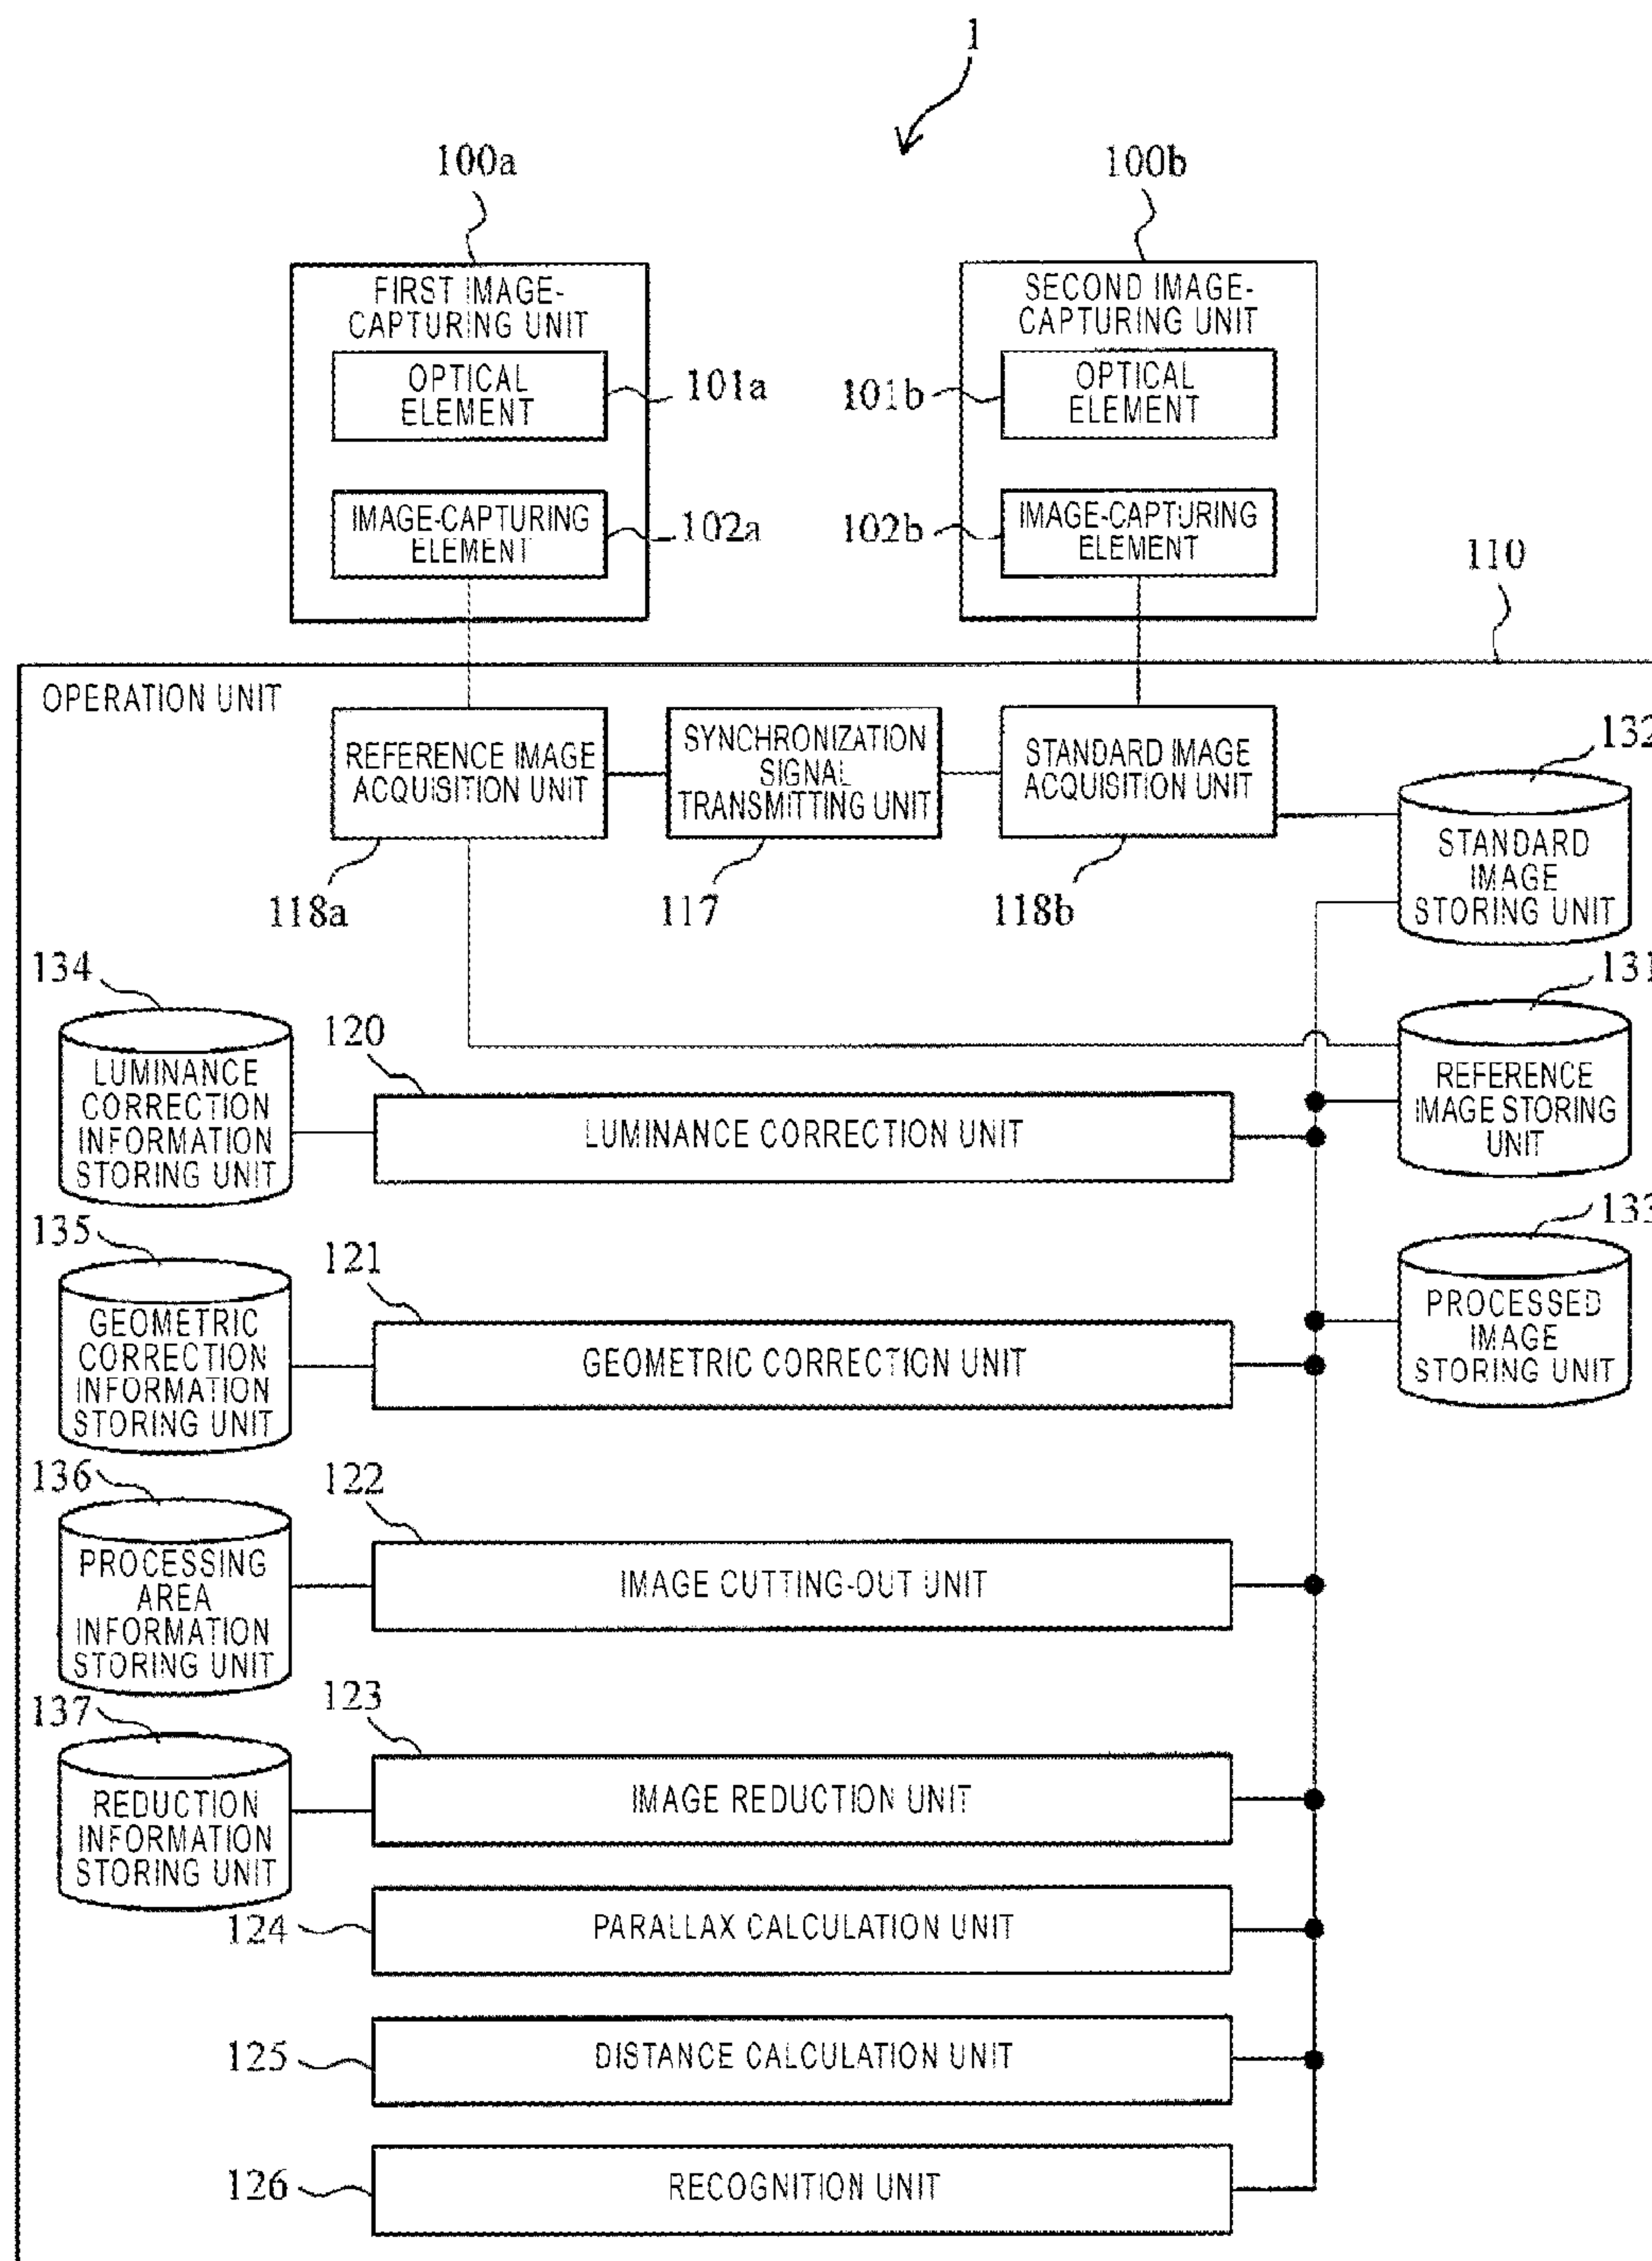 1
100a
100b
FIRST IMAGE-
CAPTURING UNIT
SECOND IMAGE-
CAPTURING UNIT
OPTICAL
ELEMENT
101a
101b
OPTICAL
ELEMENT
IMAGE-CAPTURING
ELEMENT
102a
102b
IMAGE-CAPTURING
ELEMENT
110
OPERATION UNIT
REFERENCE IMAGE
ACQUISITION UNIT
SYNCHRONIZATION
SIGNAL
TRANSMITTING UNIT
STANDARD IMAGE
ACQUISITION UNIT
132
STANDARD
IMAGE
STORING UNIT
118a
117
118b
134
131
LUMINANCE
CORRECTION
INFORMATION
STORING UNIT
120
LUMINANCE CORRECTION UNIT
REFERENCE
IMAGE STORING
UNIT
135
133
GEOMETRIC
CORRECTION
INFORMATION
STORING UNIT
121
GEOMETRIC CORRECTION UNIT
PROCESSED
IMAGE
STORING UNIT
136
122
PROCESSING
AREA
INFORMATION
STORING UNIT
IMAGE CUTTING-OUT UNIT
137
123
REDUCTION
INFORMATION
STORING UNIT
IMAGE REDUCTION UNIT
124
PARALLAX CALCULATION UNIT
125
DISTANCE CALCULATION UNIT
126
RECOGNITION UNIT